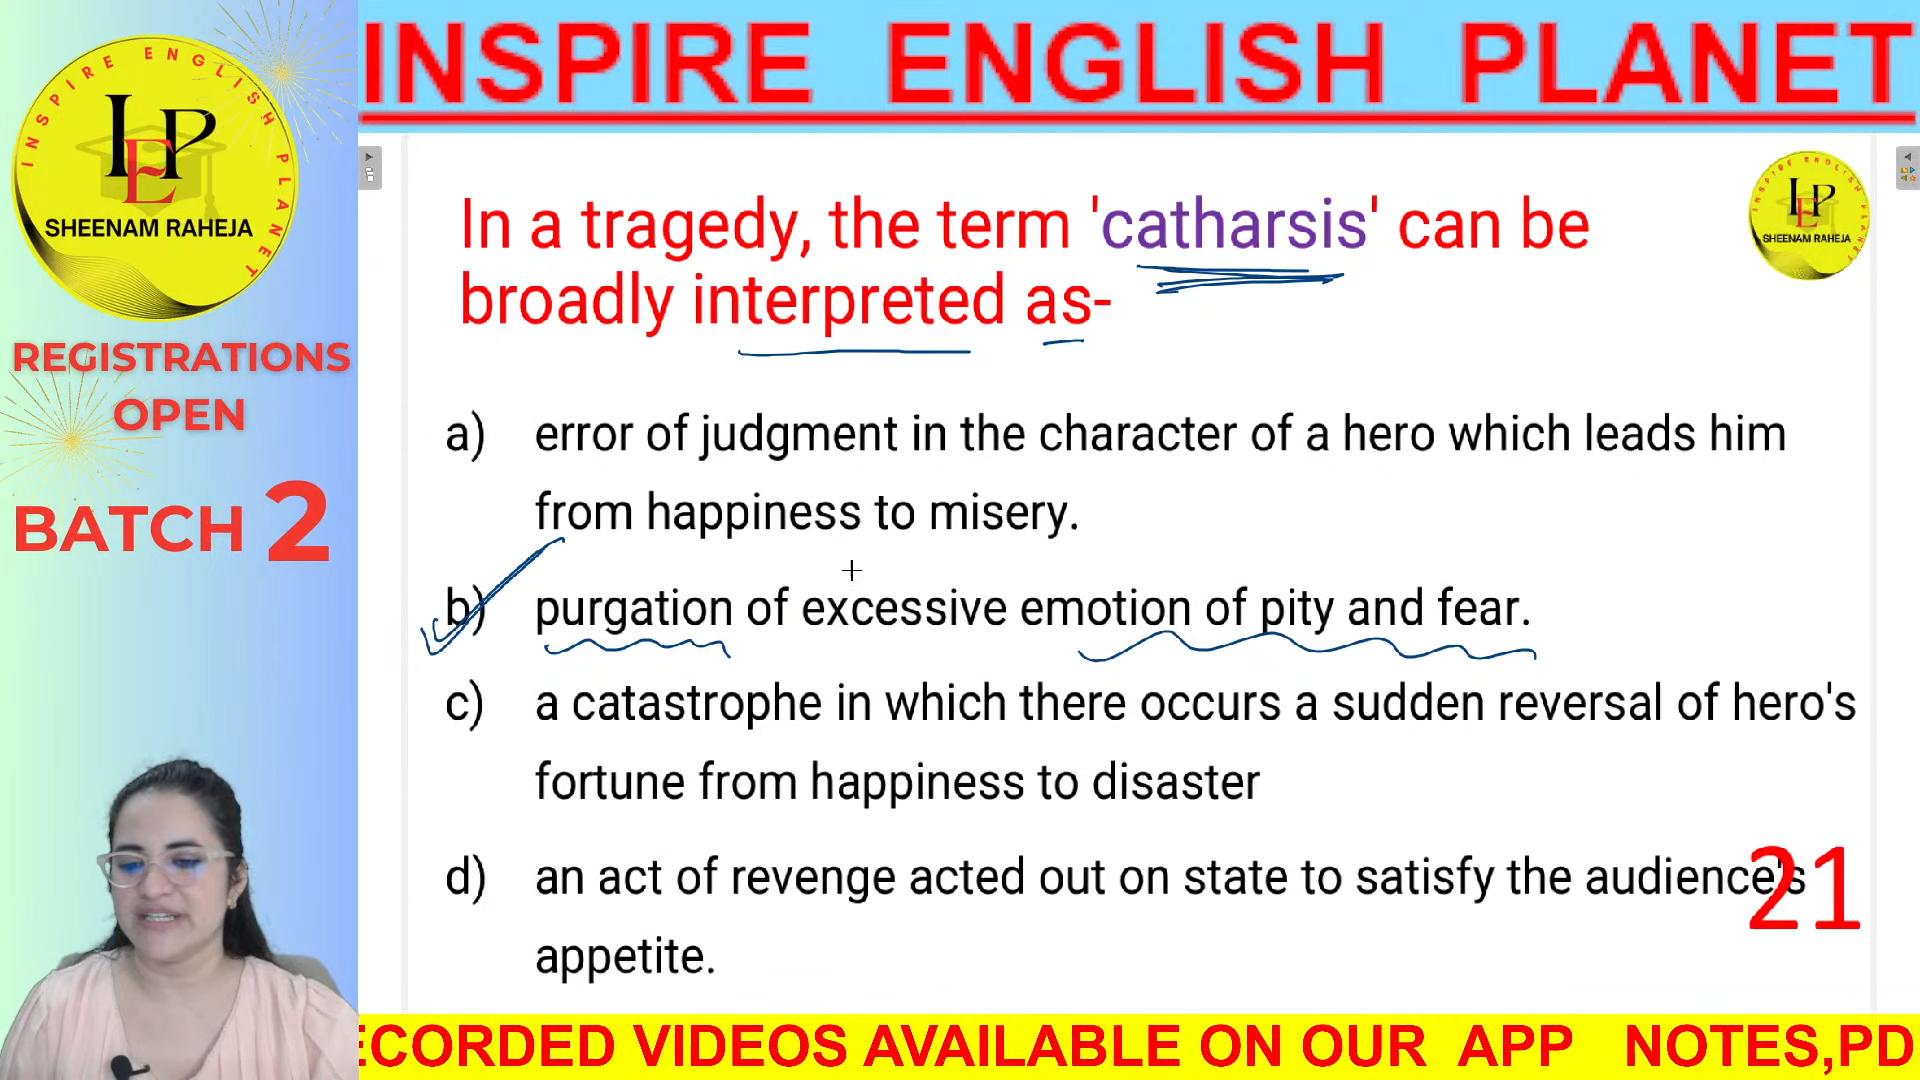 INSPIRE ENGLISH PLANET
INSPIRE ENGLISH PLANET
IEP
SHEENAM RAHEJA
REGISTRATIONS
OPEN
BATCH 2
INSPIRE ENGLISH PLANET
IEP
SHEENAM RAHEJA
In a tragedy, the term 'catharsis' can be
broadly interpreted as-
a) error of judgment in the character of a hero which leads him
from happiness to misery.
b) purgation of excessive emotion of pity and fear.
c) a catastrophe in which there occurs a sudden reversal of hero's
fortune from happiness to disaster
d) an act of revenge acted out on state to satisfy the audience's
appetite.
21
ECORDED VIDEOS AVAILABLE ON OUR APP NOTES,PD